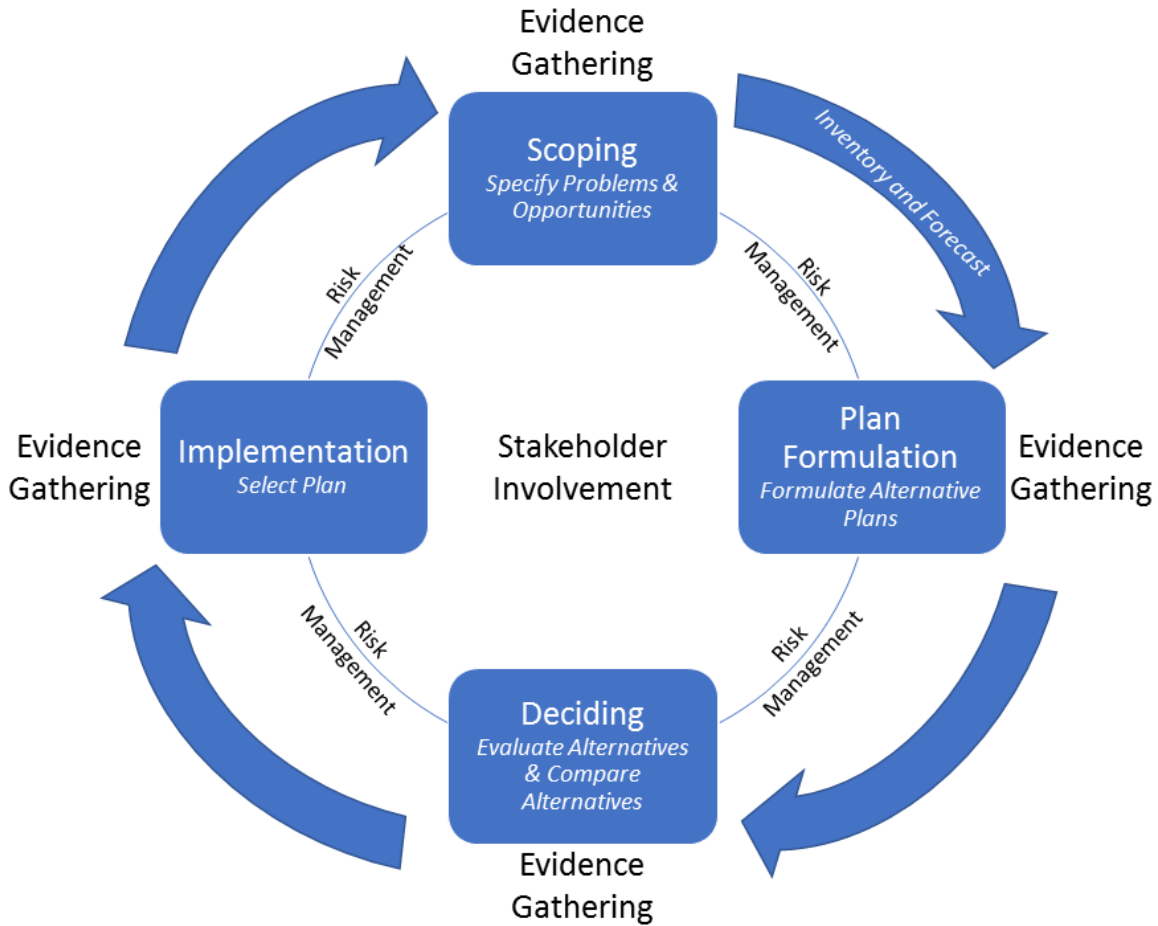 Evidence
Gathering
Scoping
Specify Problems &
Opportunities
Inventory and Forecast
Risk
Management
Risk
Management
Evidence
Gathering
Implementation
Select Plan
Stakeholder
Involvement
Plan
Formulation
Formulate Alternative
Plans
Evidence
Gathering
Risk
Management
Risk
Management
Deciding
Evaluate Alternatives
& Compare
Alternatives
Evidence
Gathering